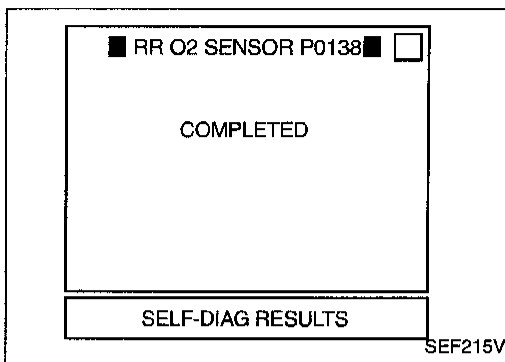 RR O2 SENSOR P0138
COMPLETED
SELF-DIAG RESULTS
SEF215V